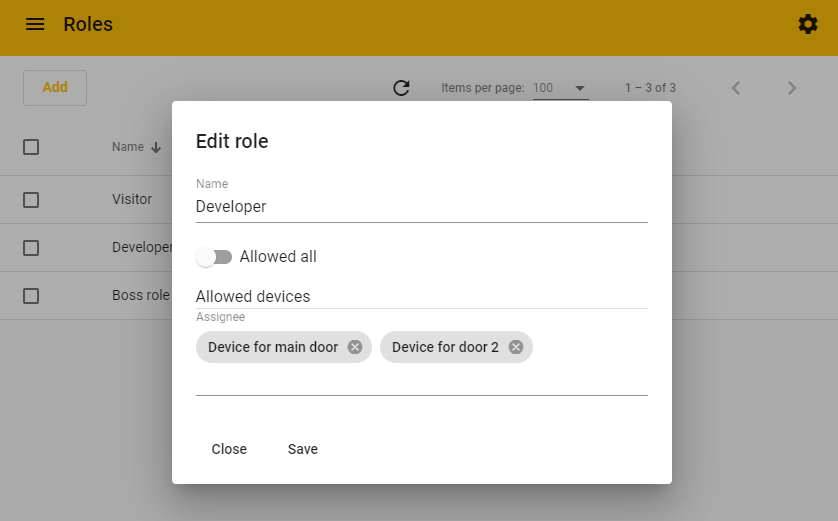 Roles
Add
Items per page: 100
1 – 3 of 3
Name
Visitor
Developer
Boss role
Edit role
Name
Developer
Allowed all
Allowed devices
Assignee
Device for main door
Device for door 2
Close
Save